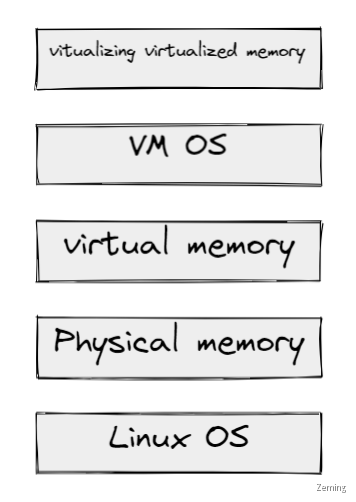 vitualizing virtualized memory
VM OS
virtual memory
Physical memory
Linux OS
Zerning